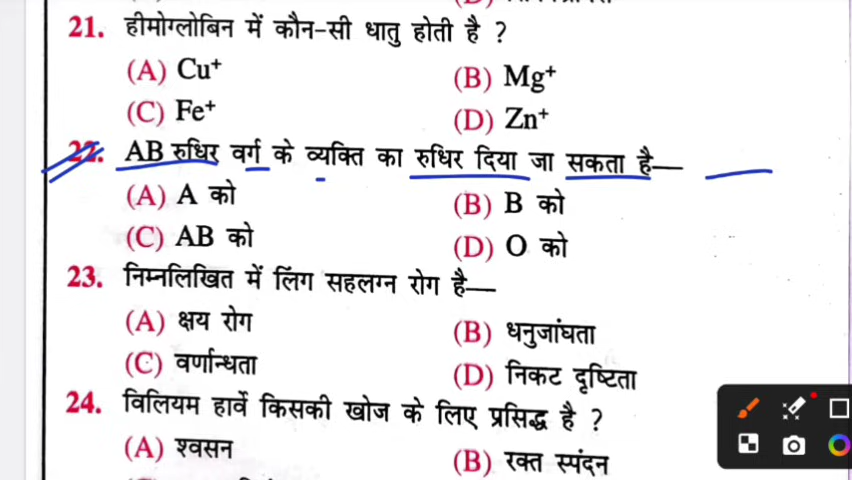 21. हीमोग्लोबिन में कौन-सी धातु होती है ?
(A) Cu⁺ (B) Mg⁺
(C) Fe⁺ (D) Zn⁺
22. AB रुधिर वर्ग के व्यक्ति का रुधिर दिया जा सकता है—
(A) A को (B) B को
(C) AB को (D) O को
23. निम्नलिखित में लिंग सहलग्न रोग है—
(A) क्षय रोग (B) धनुजांघता
(C) वर्णान्धता (D) निकट दृष्टिता
24. विलियम हार्वे किसकी खोज के लिए प्रसिद्ध है ?
(A) श्वसन (B) रक्त स्पंदन